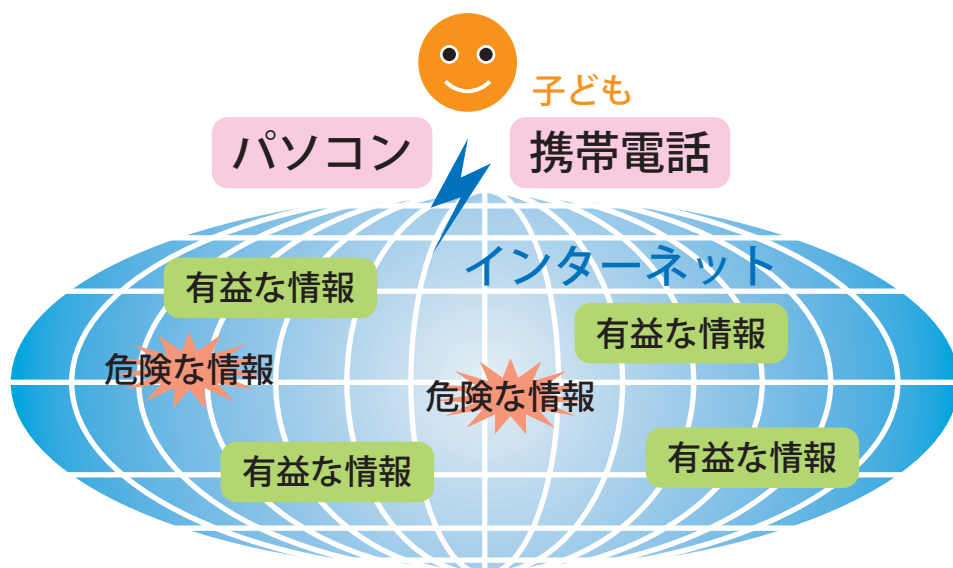 子ども
パソコン
携帯電話
インターネット
有益な情報
有益な情報
危険な情報
危険な情報
有益な情報
有益な情報